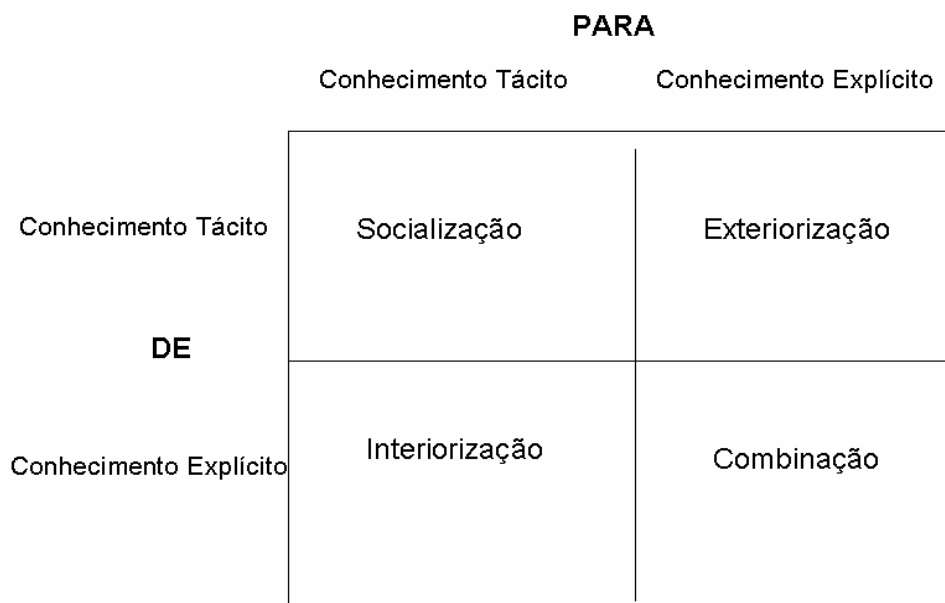 PARA
Conhecimento Tácito Conhecimento Explícito
Conhecimento Tácito Socialização Exteriorização
DE
Conhecimento Explícito Interiorização Combinação